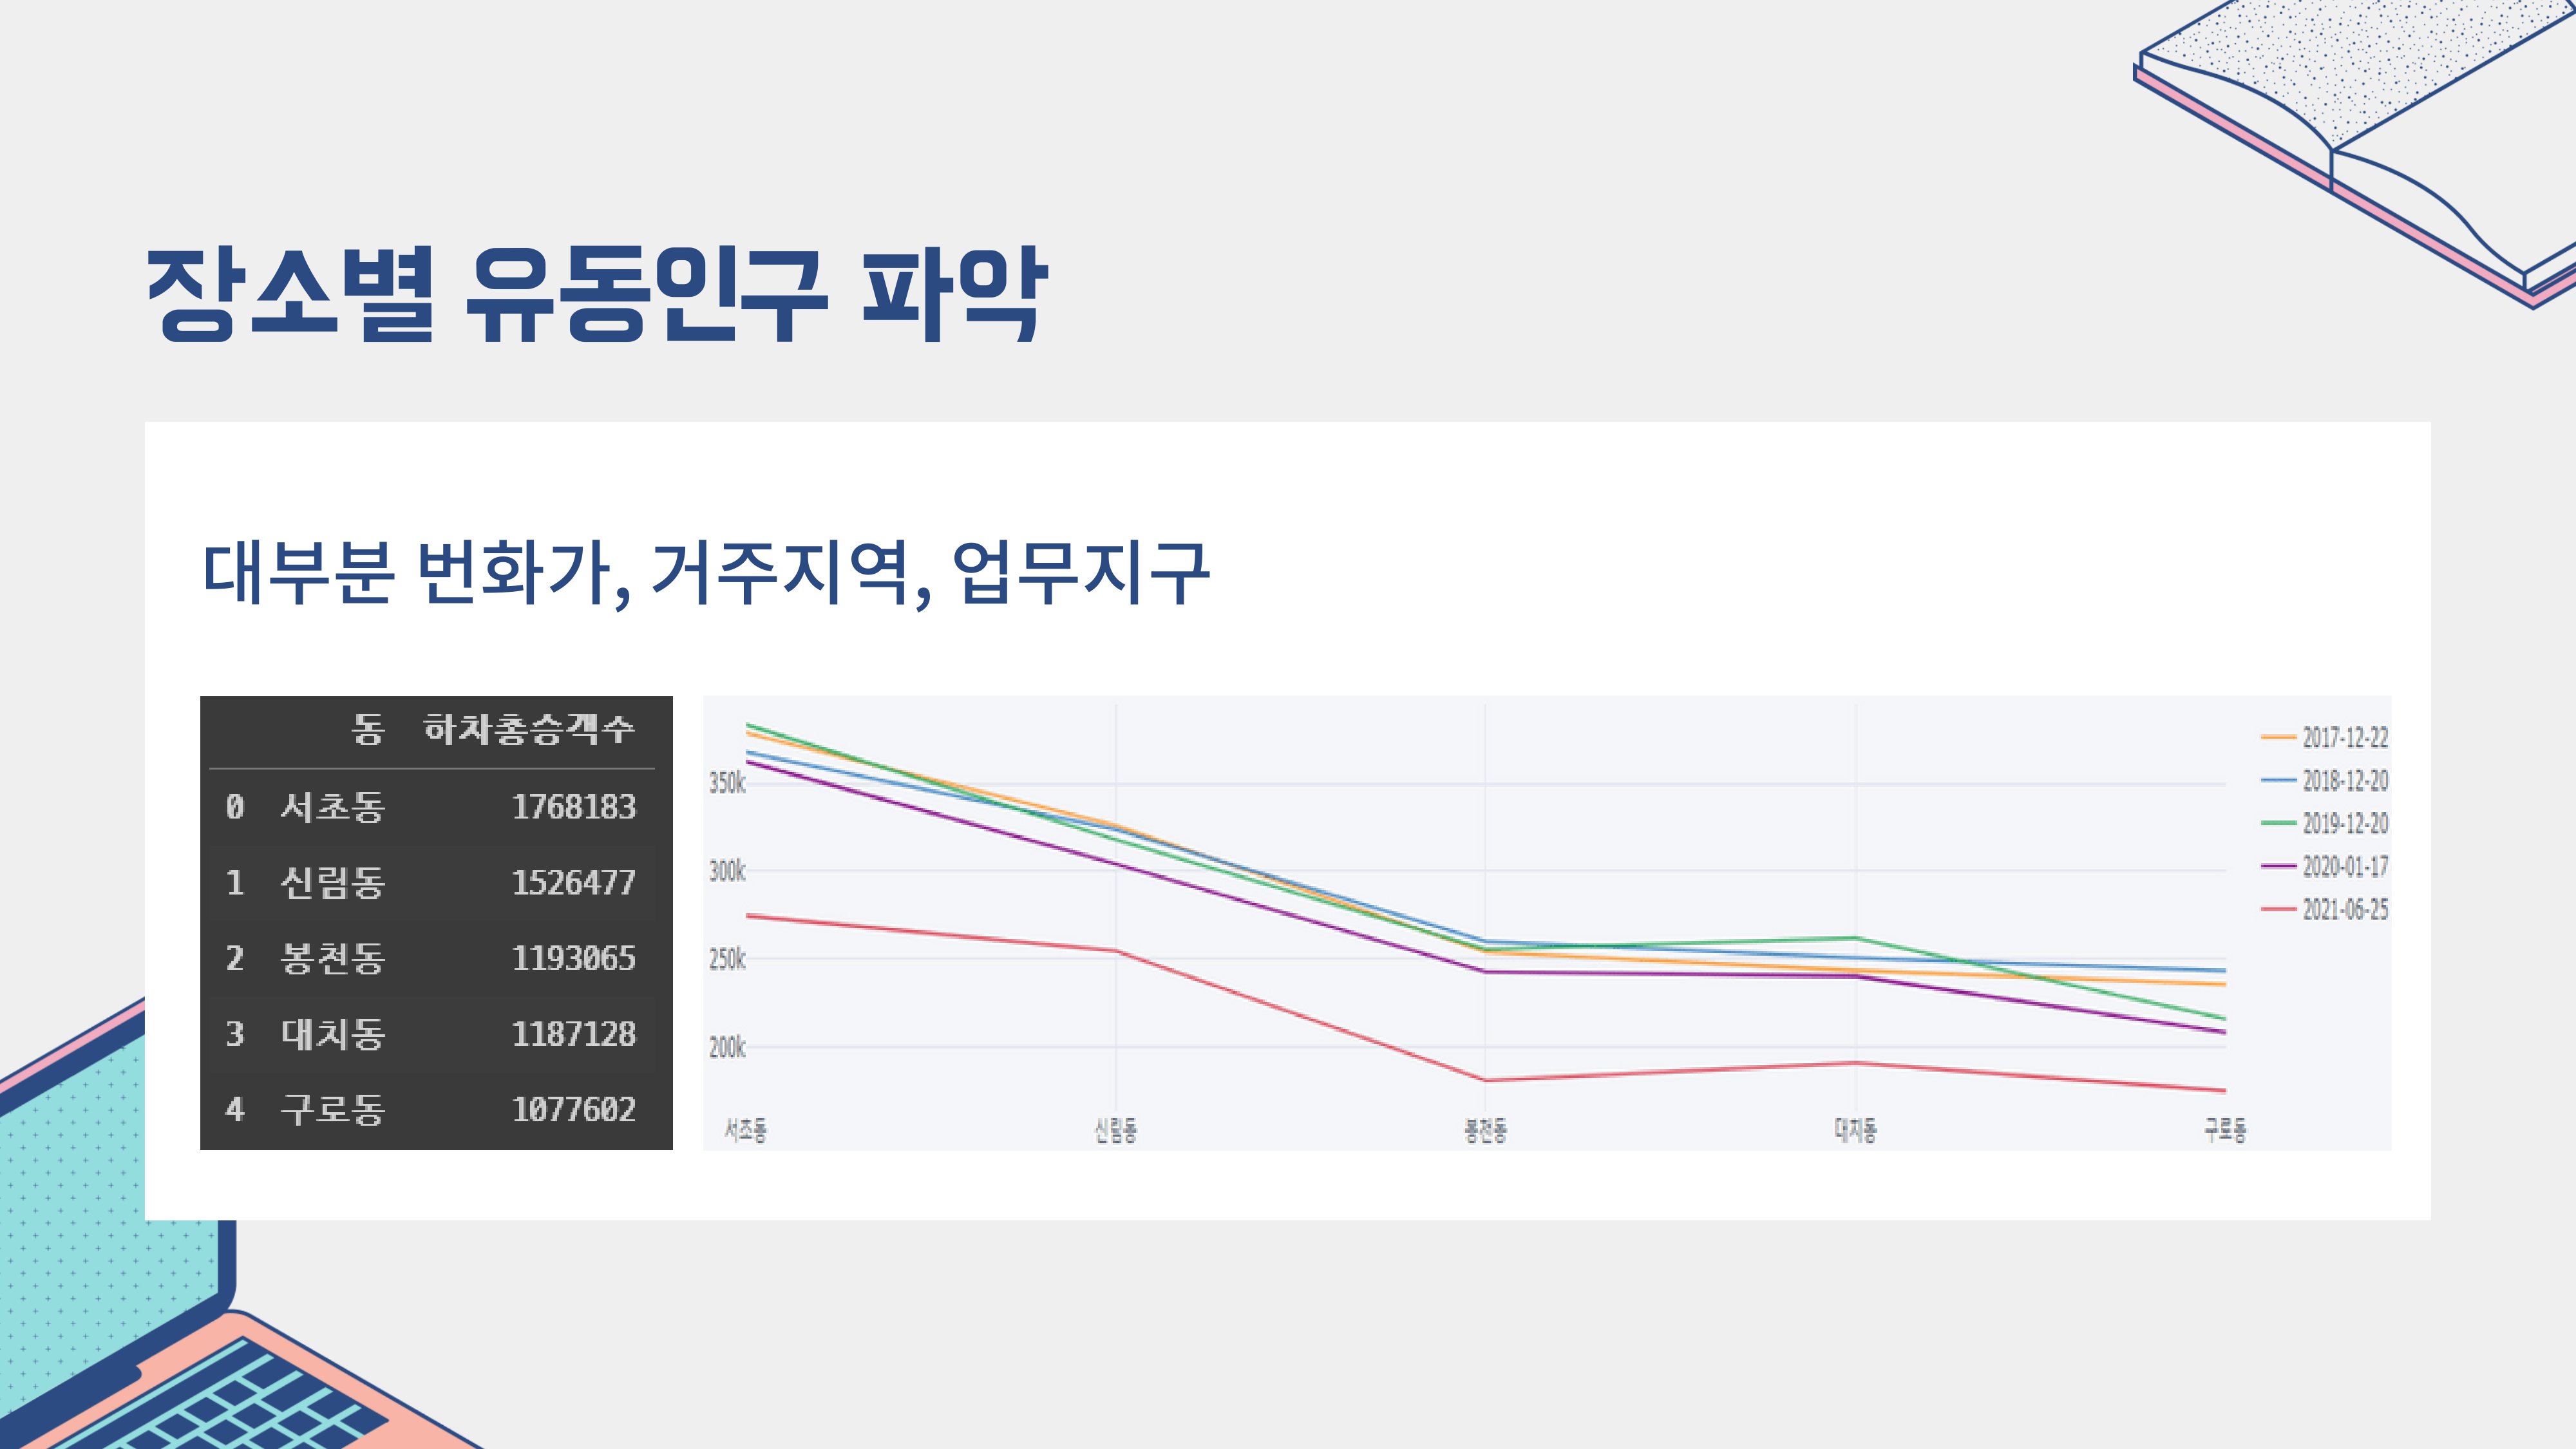 장소별 유동인구 파악
대부분 번화가, 거주지역, 업무지구
동 하차총승객수
0 서초동 1768183
1 신림동 1526477
2 봉천동 1193065
3 대치동 1187128
4 구로동 1077602
350k
300k
250k
200k
서초동 신림동 봉천동 대치동 구로동
2017-12-22
2018-12-20
2019-12-20
2020-01-17
2021-06-25